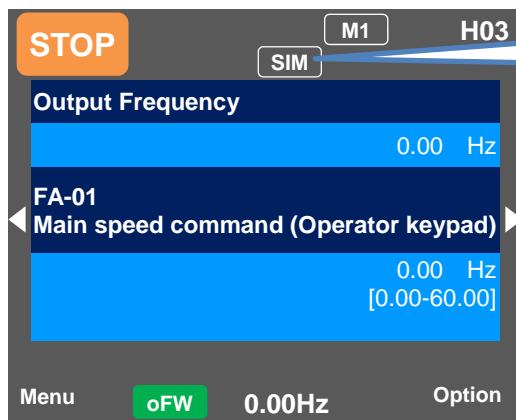 STOP
M1
H03
SIM
Output Frequency
0.00 Hz
FA-01
Main speed command (Operator keypad)
0.00 Hz
[0.00-60.00]
Menu
oFW
0.00Hz
Option